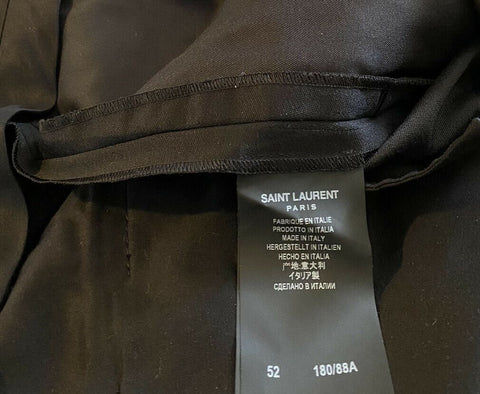 SAINT LAURENT
PARIS
FABRIQUE EN ITALIE
PRODOTTO IN ITALIA
MADE IN ITALY
HERGESTELLT IN ITALIEN
HECHO EN ITALIA
产地:意大利
イタリア製
СДЕЛАНО В ИТАЛИИ
52 180/88A